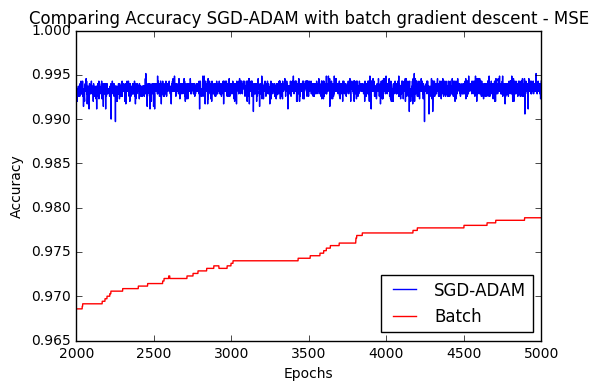 Comparing Accuracy SGD-ADAM with batch gradient descent - MSE
1.000
0.995
0.990
0.985
0.980
0.975
0.970
0.965
Accuracy
2000 2500 3000 3500 4000 4500 5000
Epochs
SGD-ADAM
Batch